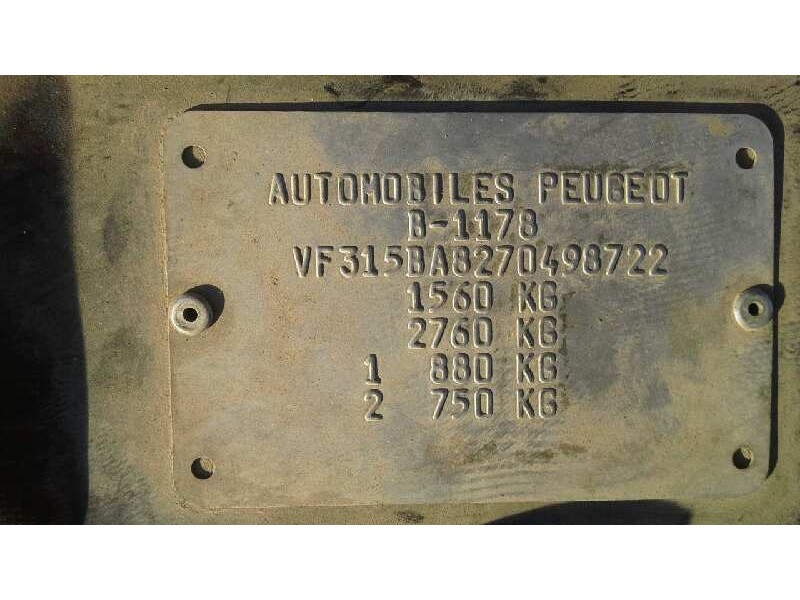 AUTOMOBILES PEUGEOT
B-1178
VF315BA8270498722
1560 KG
2760 KG
1 880 KG
2 750 KG